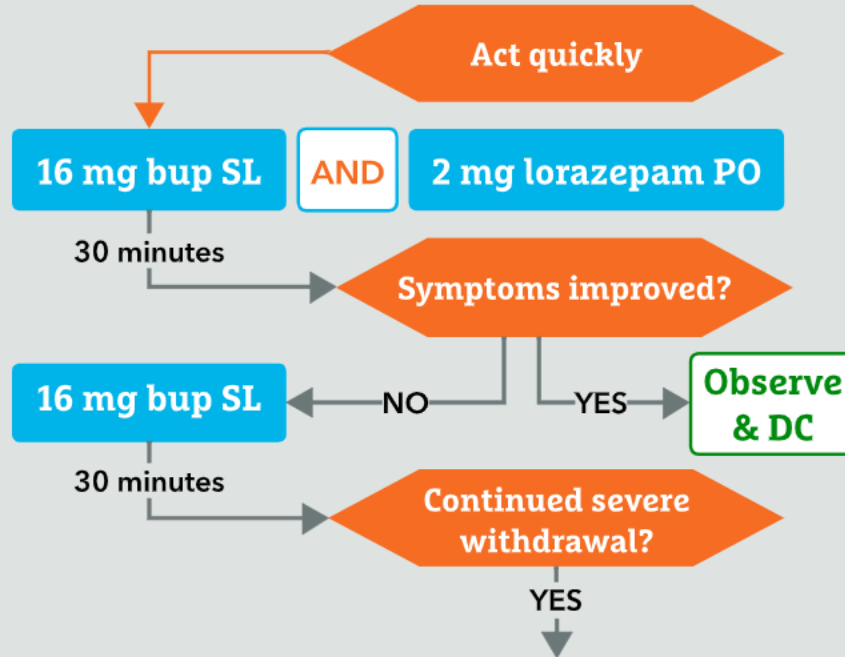 Act quickly
16 mg bup SL
AND
2 mg lorazepam PO
30 minutes
Symptoms improved?
NO
YES
16 mg bup SL
Observe
& DC
30 minutes
Continued severe
withdrawal?
YES